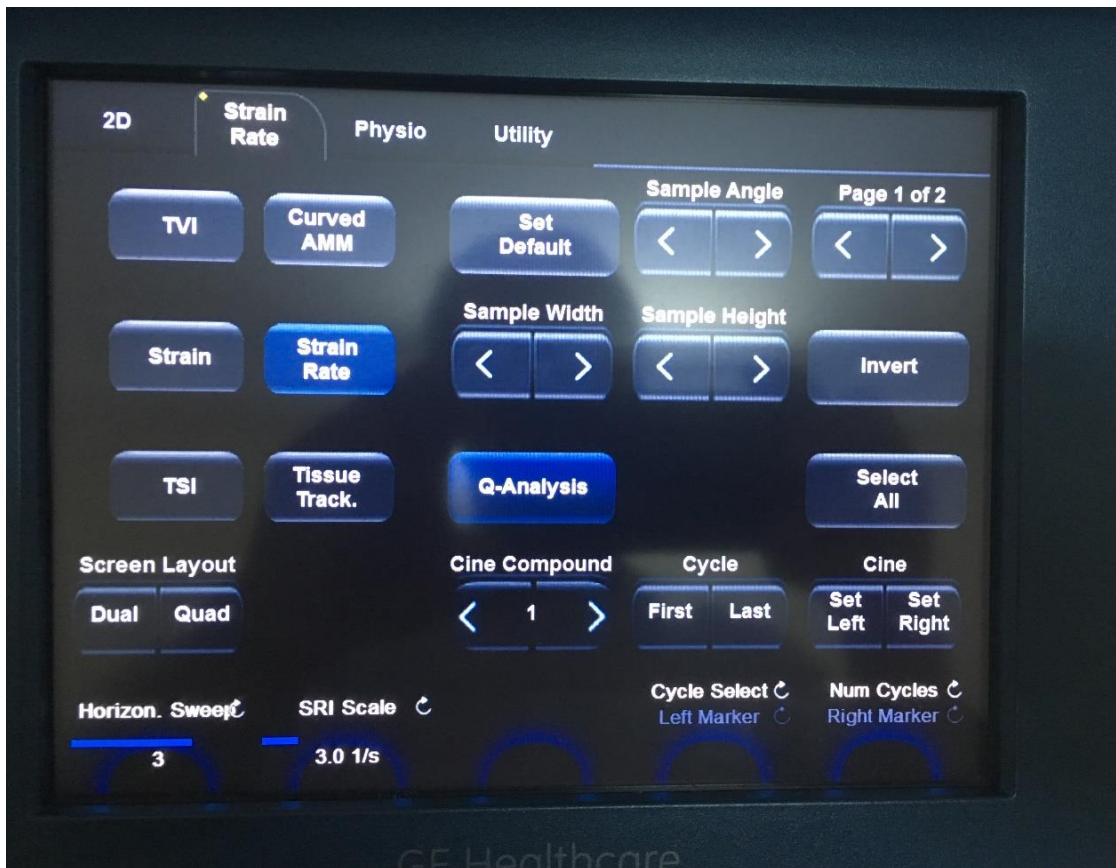 2D
Strain
Rate
Physio
Utility
TVI
Curved
AMM
Set
Default
Sample Angle
< >
Page 1 of 2
< >
Strain
Strain
Rate
Sample Width
< >
Sample Height
< >
Invert
TSI
Tissue
Track.
Q-Analysis
Select
All
Screen Layout
Dual Quad
Cine Compound
< 1 >
Cycle
First Last
Cine
Set Set
Left Right
Horizon. Sweep
3
SRI Scale
3.0 1/s
Cycle Select
Left Marker
Num Cycles
Right Marker
GE Healthcare